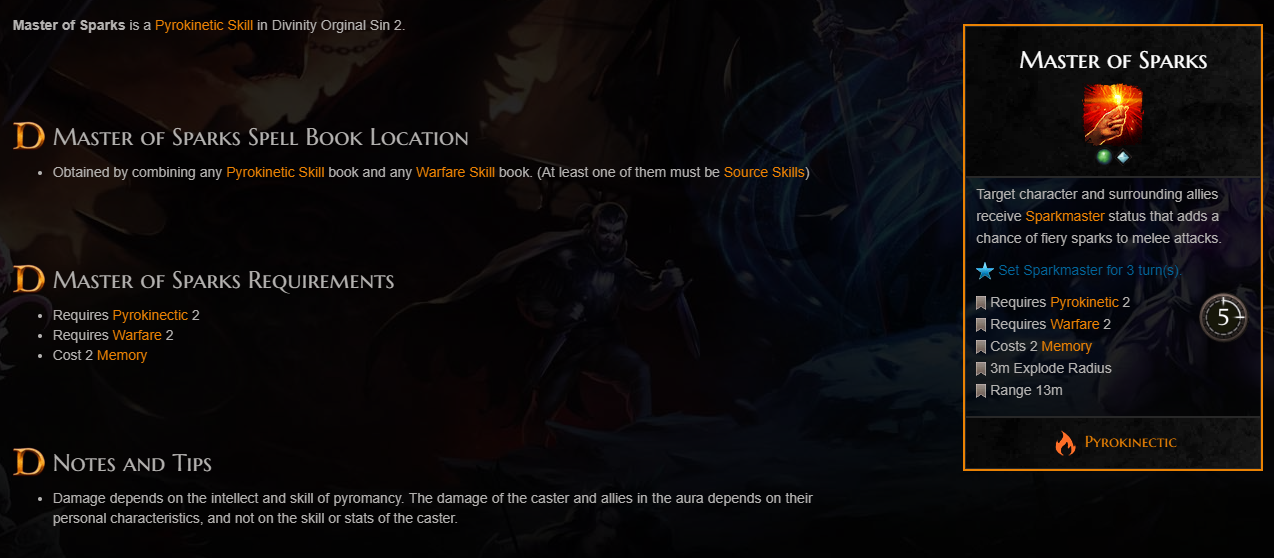 Master of Sparks is a Pyrokinetic Skill in Divinity Orginal Sin 2.
Master of Sparks Spell Book Location
Obtained by combining any Pyrokinetic Skill book and any Warfare Skill book. (At least one of them must be Source Skills)
Master of Sparks Requirements
Requires Pyrokinectic 2
Requires Warfare 2
Cost 2 Memory
Notes and Tips
Damage depends on the intellect and skill of pyromancy. The damage of the caster and allies in the aura depends on their
personal characteristics, and not on the skill or stats of the caster.
Master of Sparks
Target character and surrounding allies
receive Sparkmaster status that adds a
chance of fiery sparks to melee attacks.
Set Sparkmaster for 3 turn(s).
Requires Pyrokinetic 2
Requires Warfare 2
Costs 2 Memory
3m Explode Radius
Range 13m
5
Pyrokinectic